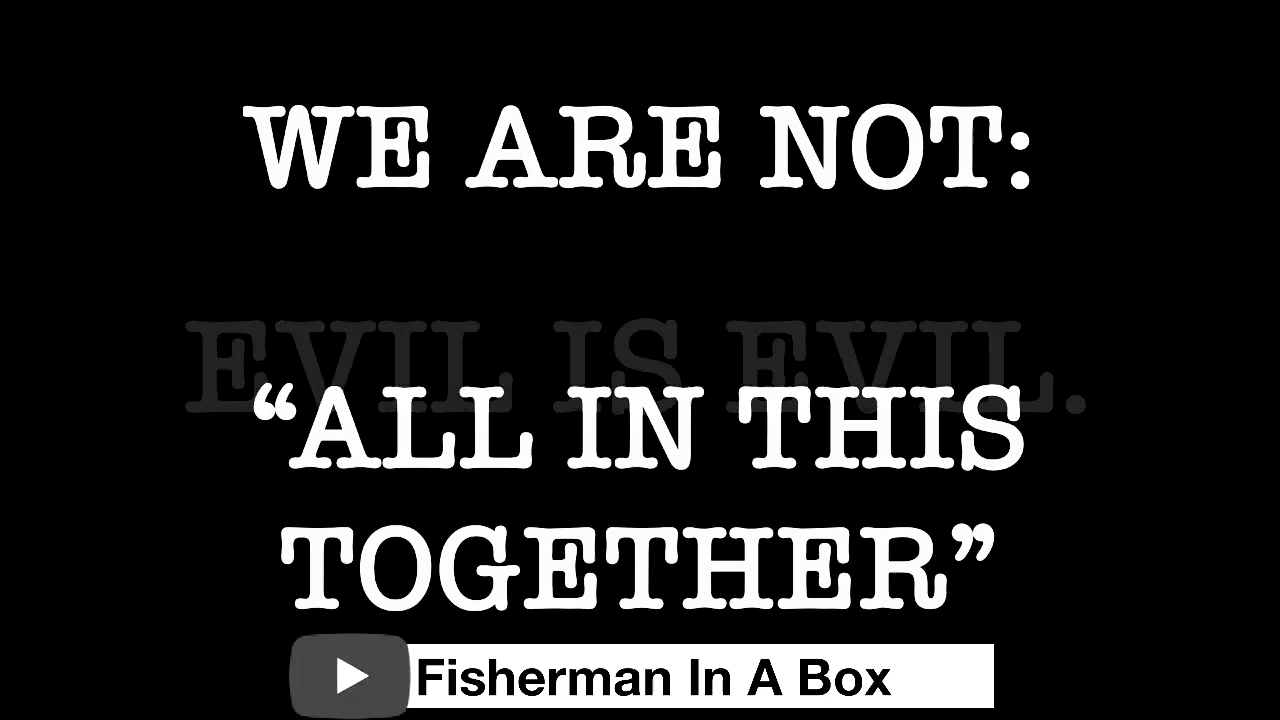 WE ARE NOT:
EVIL IS EVIL.
“ALL IN THIS
TOGETHER”
Fisherman In A Box